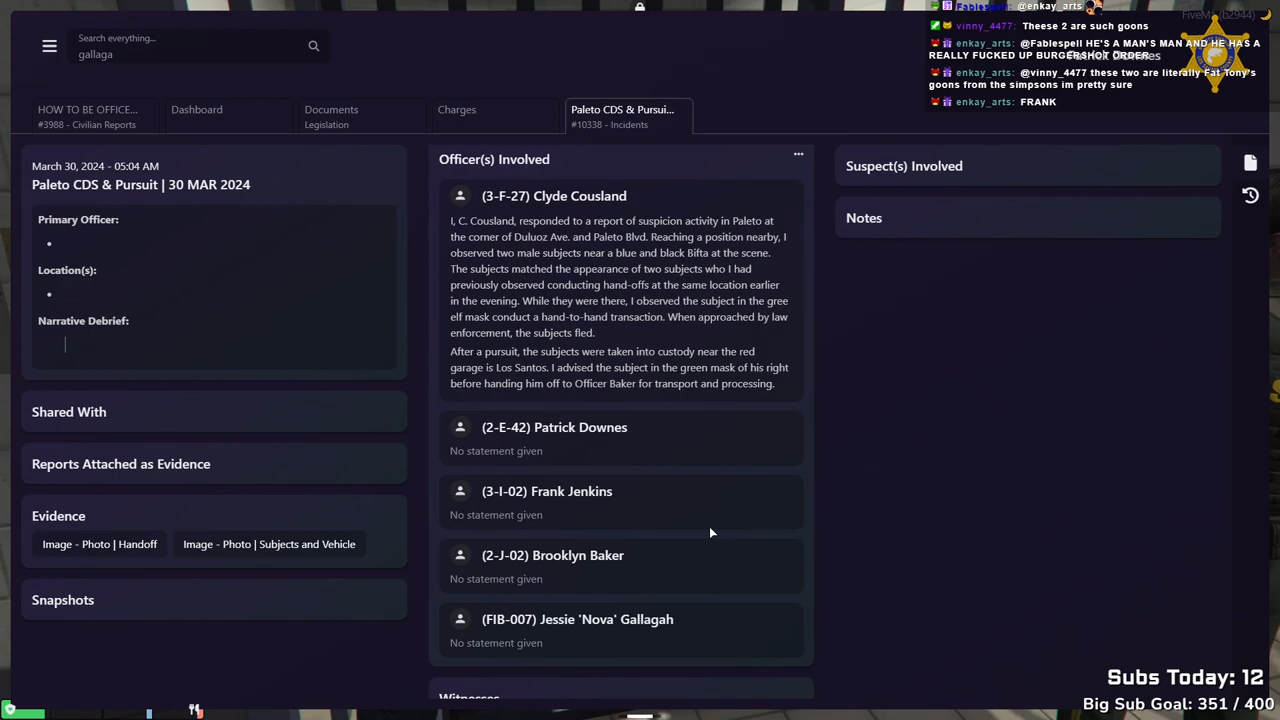 Search everything...
gallaga
Fablespell: @enkay_arts
vinny_4477: Theese 2 are such goons
enkay_arts: @Fablespell HE'S A MAN'S MAN AND HE HAS A
REALLY FUCKED UP BURGERSHOT ORDER
enkay_arts: @vinny_4477 these two are literally Fat Tony's
goons from the simpsons im pretty sure
enkay_arts: FRANK
FiveM® (b2944)
Patrick Downes
HOW TO BE OFFICE...
#3988 - Civilian Reports
Dashboard
Documents
Legislation
Charges
Paleto CDS & Pursui...
#10338 - Incidents
March 30, 2024 - 05:04 AM
Paleto CDS & Pursuit | 30 MAR 2024
Primary Officer:
Location(s):
Narrative Debrief:
Shared With
Reports Attached as Evidence
Evidence
Image - Photo | Handoff
Image - Photo | Subjects and Vehicle
Snapshots
Officer(s) Involved
(3-F-27) Clyde Cousland
I, C. Cousland, responded to a report of suspicion activity in Paleto at
the corner of Duluoz Ave. and Paleto Blvd. Reaching a position nearby, I
observed two male subjects near a blue and black Bifta at the scene.
The subjects matched the appearance of two subjects who I had
previously observed conducting hand-offs at the same location earlier
in the evening. While they were there, I observed the subject in the gree
elf mask conduct a hand-to-hand transaction. When approached by law
enforcement, the subjects fled.
After a pursuit, the subjects were taken into custody near the red
garage is Los Santos. I advised the subject in the green mask of his right
before handing him off to Officer Baker for transport and processing.
(2-E-42) Patrick Downes
No statement given
(3-I-02) Frank Jenkins
No statement given
(2-J-02) Brooklyn Baker
No statement given
(FIB-007) Jessie 'Nova' Gallagah
No statement given
Witnesses
Suspect(s) Involved
Notes
Subs Today: 12
Big Sub Goal: 351 / 400